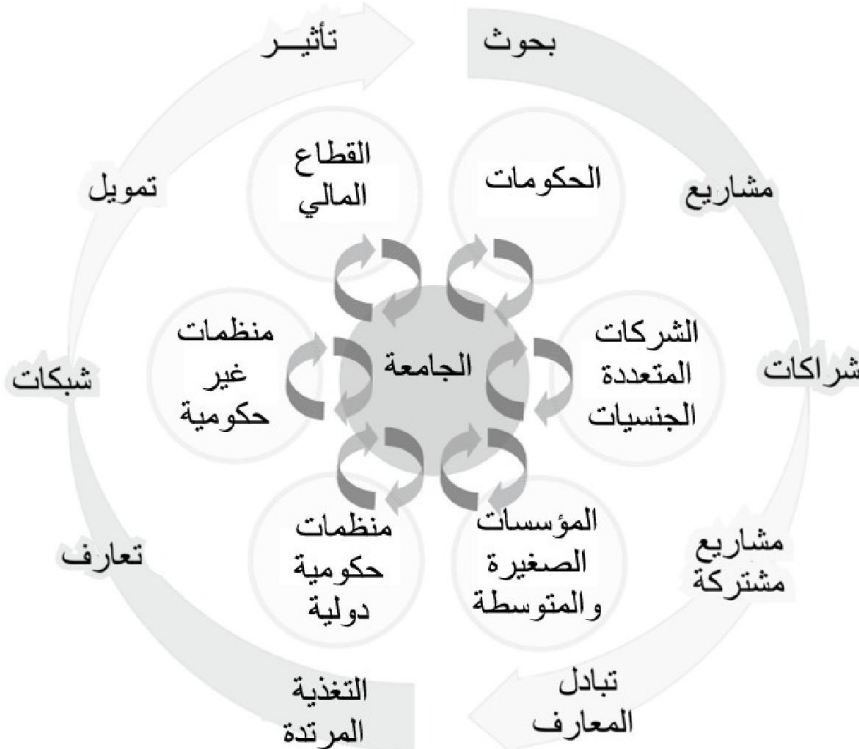 بحوث
تأثيــر
القطاع
المالي
الحكومات
مشاريع
تمويل
الشركات
المتعددة
الجنسيات
الجامعة
منظمات
غير
حكومية
شراكات
شبكات
المؤسسات
الصغيرة
والمتوسطة
منظمات
حكومية
دولية
مشاريع
مشتركة
تعارف
تبادل
المعارف
التغذية
المرتدة